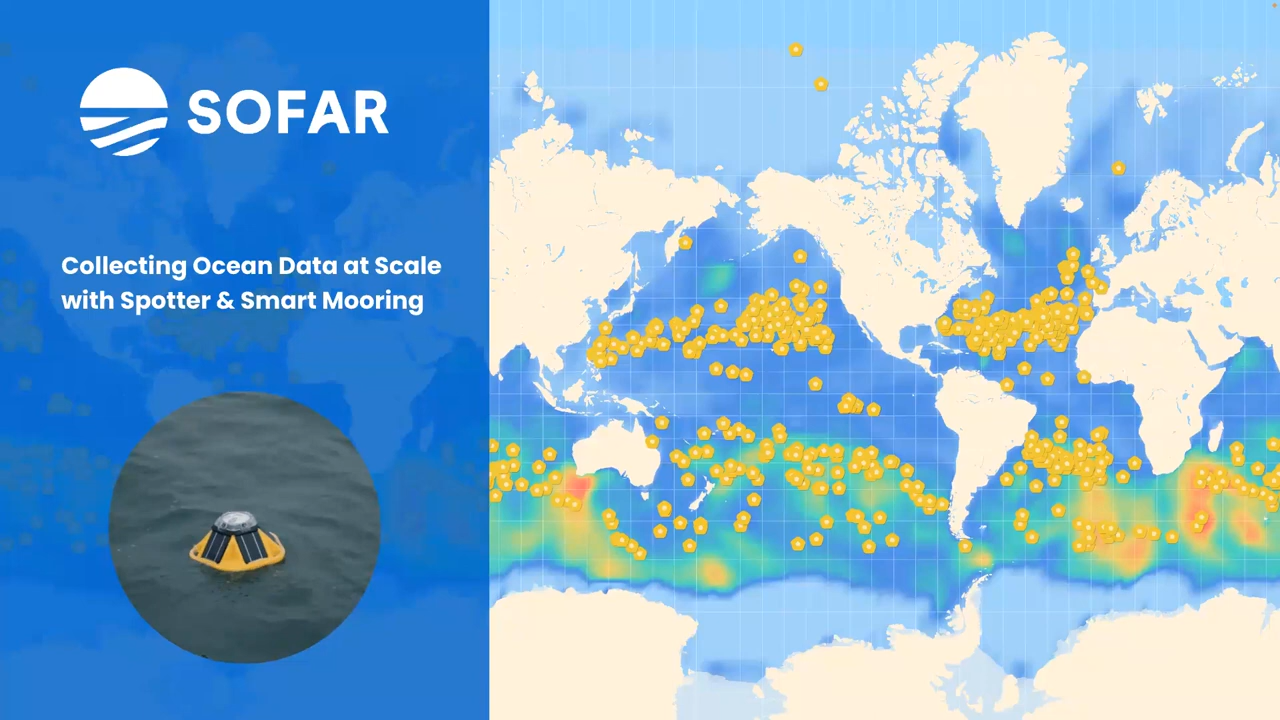 SOFAR
Collecting Ocean Data at Scale
with Spotter & Smart Mooring